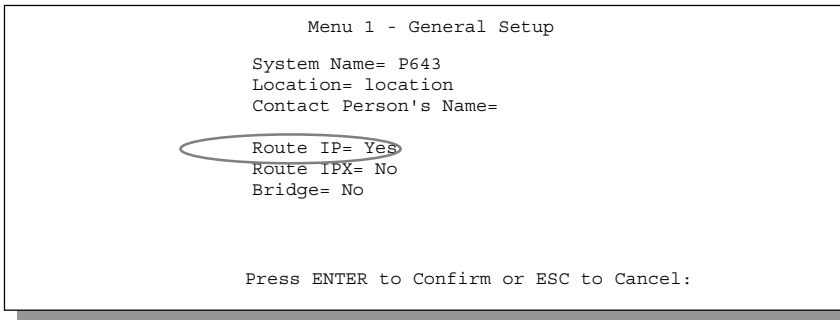 Menu 1 - General Setup
System Name= P643
Location= location
Contact Person's Name=
Route IP= Yes
Route IPX= No
Bridge= No
Press ENTER to Confirm or ESC to Cancel: